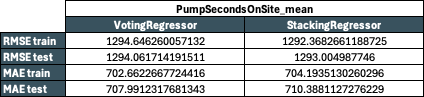 PumpSecondsOnSite_mean
VotingRegressor StackingRegressor
RMSE train 1294.646260057132 1292.3682661188725
RMSE test 1294.061714191511 1293.004987746
MAE train 702.6622667724416 704.1935130260296
MAE test 707.9912317681343 710.3881127276229